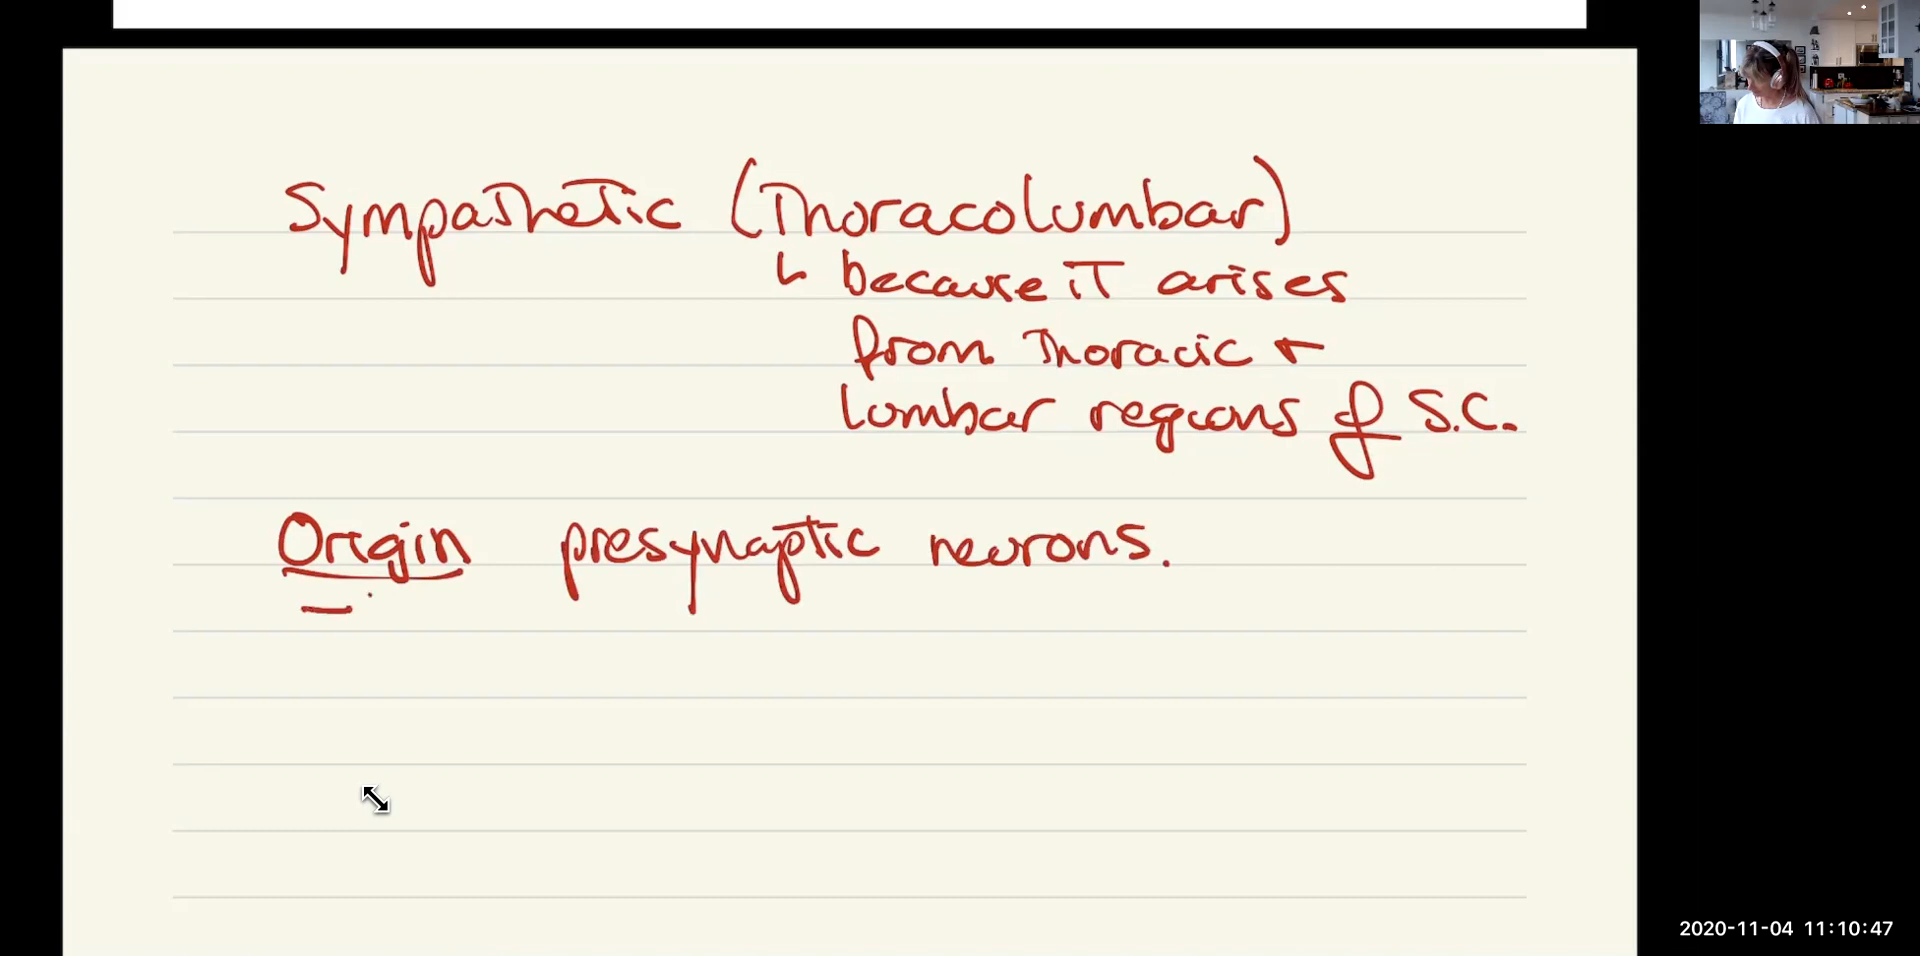 Sympathetic (Thoracolumbar)
↳ because it arises
from Thoracic +
lumbar regions of S.C.
Origin presynaptic neurons.
2020-11-04 11:10:47